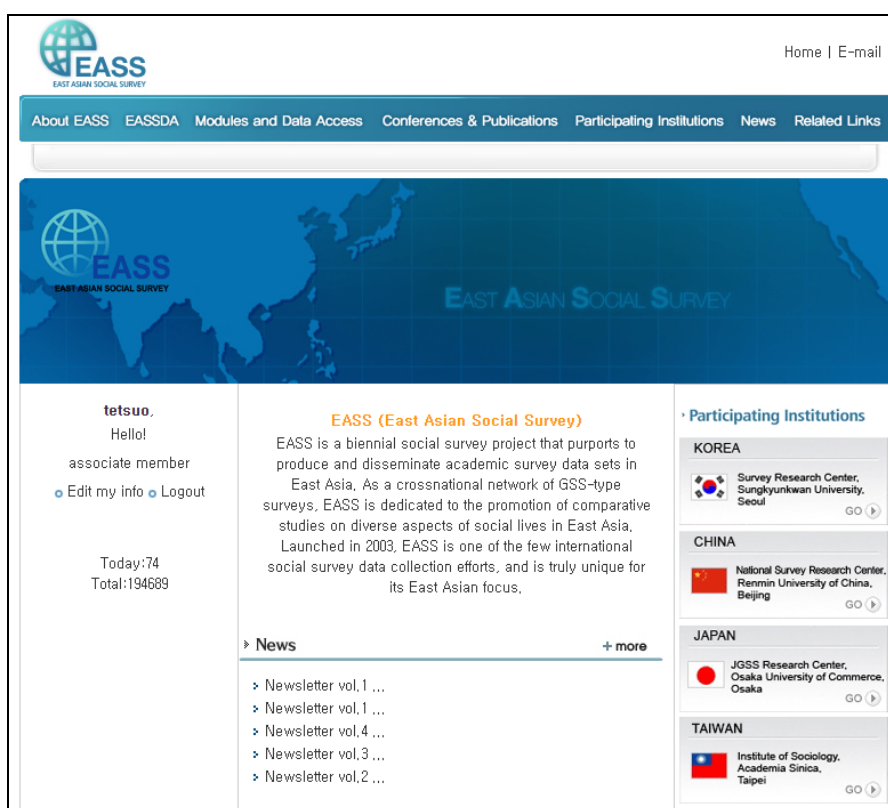 EASS
EAST ASIAN SOCIAL SURVEY
Home | E-mail
About EASS EASSDA Modules and Data Access Conferences & Publications Participating Institutions News Related Links
EASS
EAST ASIAN SOCIAL SURVEY
EAST ASIAN SOCIAL SURVEY
tetsuo,
Hello!
associate member
Edit my info Logout
Today:74
Total:194689
EASS (East Asian Social Survey)
EASS is a biennial social survey project that purports to
produce and disseminate academic survey data sets in
East Asia. As a crossnational network of GSS-type
surveys, EASS is dedicated to the promotion of comparative
studies on diverse aspects of social lives in East Asia.
Launched in 2003, EASS is one of the few international
social survey data collection efforts, and is truly unique for
its East Asian focus.
News
+ more
Newsletter vol.1 ...
Newsletter vol.1 ...
Newsletter vol.4 ...
Newsletter vol.3 ...
Newsletter vol.2 ...
Participating Institutions
KOREA
Survey Research Center,
Sungkyunkwan University,
Seoul
GO
CHINA
National Survey Research Center,
Renmin University of China,
Beijing
GO
JAPAN
JGSS Research Center,
Osaka University of Commerce,
Osaka
GO
TAIWAN
Institute of Sociology,
Academia Sinica,
Taipei
GO